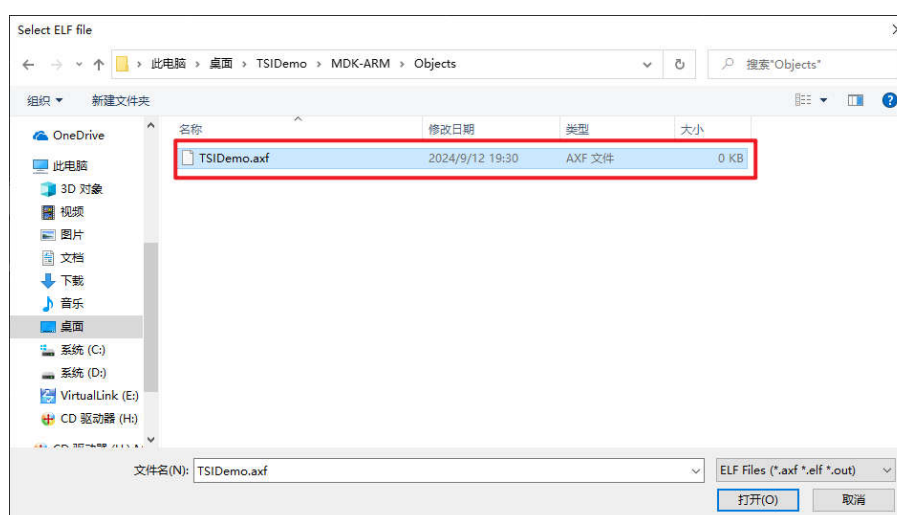 Select ELF file
此电脑 › 桌面 › TSIDemo › MDK-ARM › Objects
搜索"Objects"
组织 新建文件夹
名称 修改日期 类型 大小
TSIDemo.axf 2024/9/12 19:30 AXF 文件 0 KB
OneDrive
此电脑
3D 对象
视频
图片
文档
下载
音乐
桌面
系统 (C:)
系统 (D:)
VirtualLink (E:)
CD 驱动器 (H:)
文件名(N): TSIDemo.axf ELF Files (*.axf *.elf *.out)
打开(O) 取消